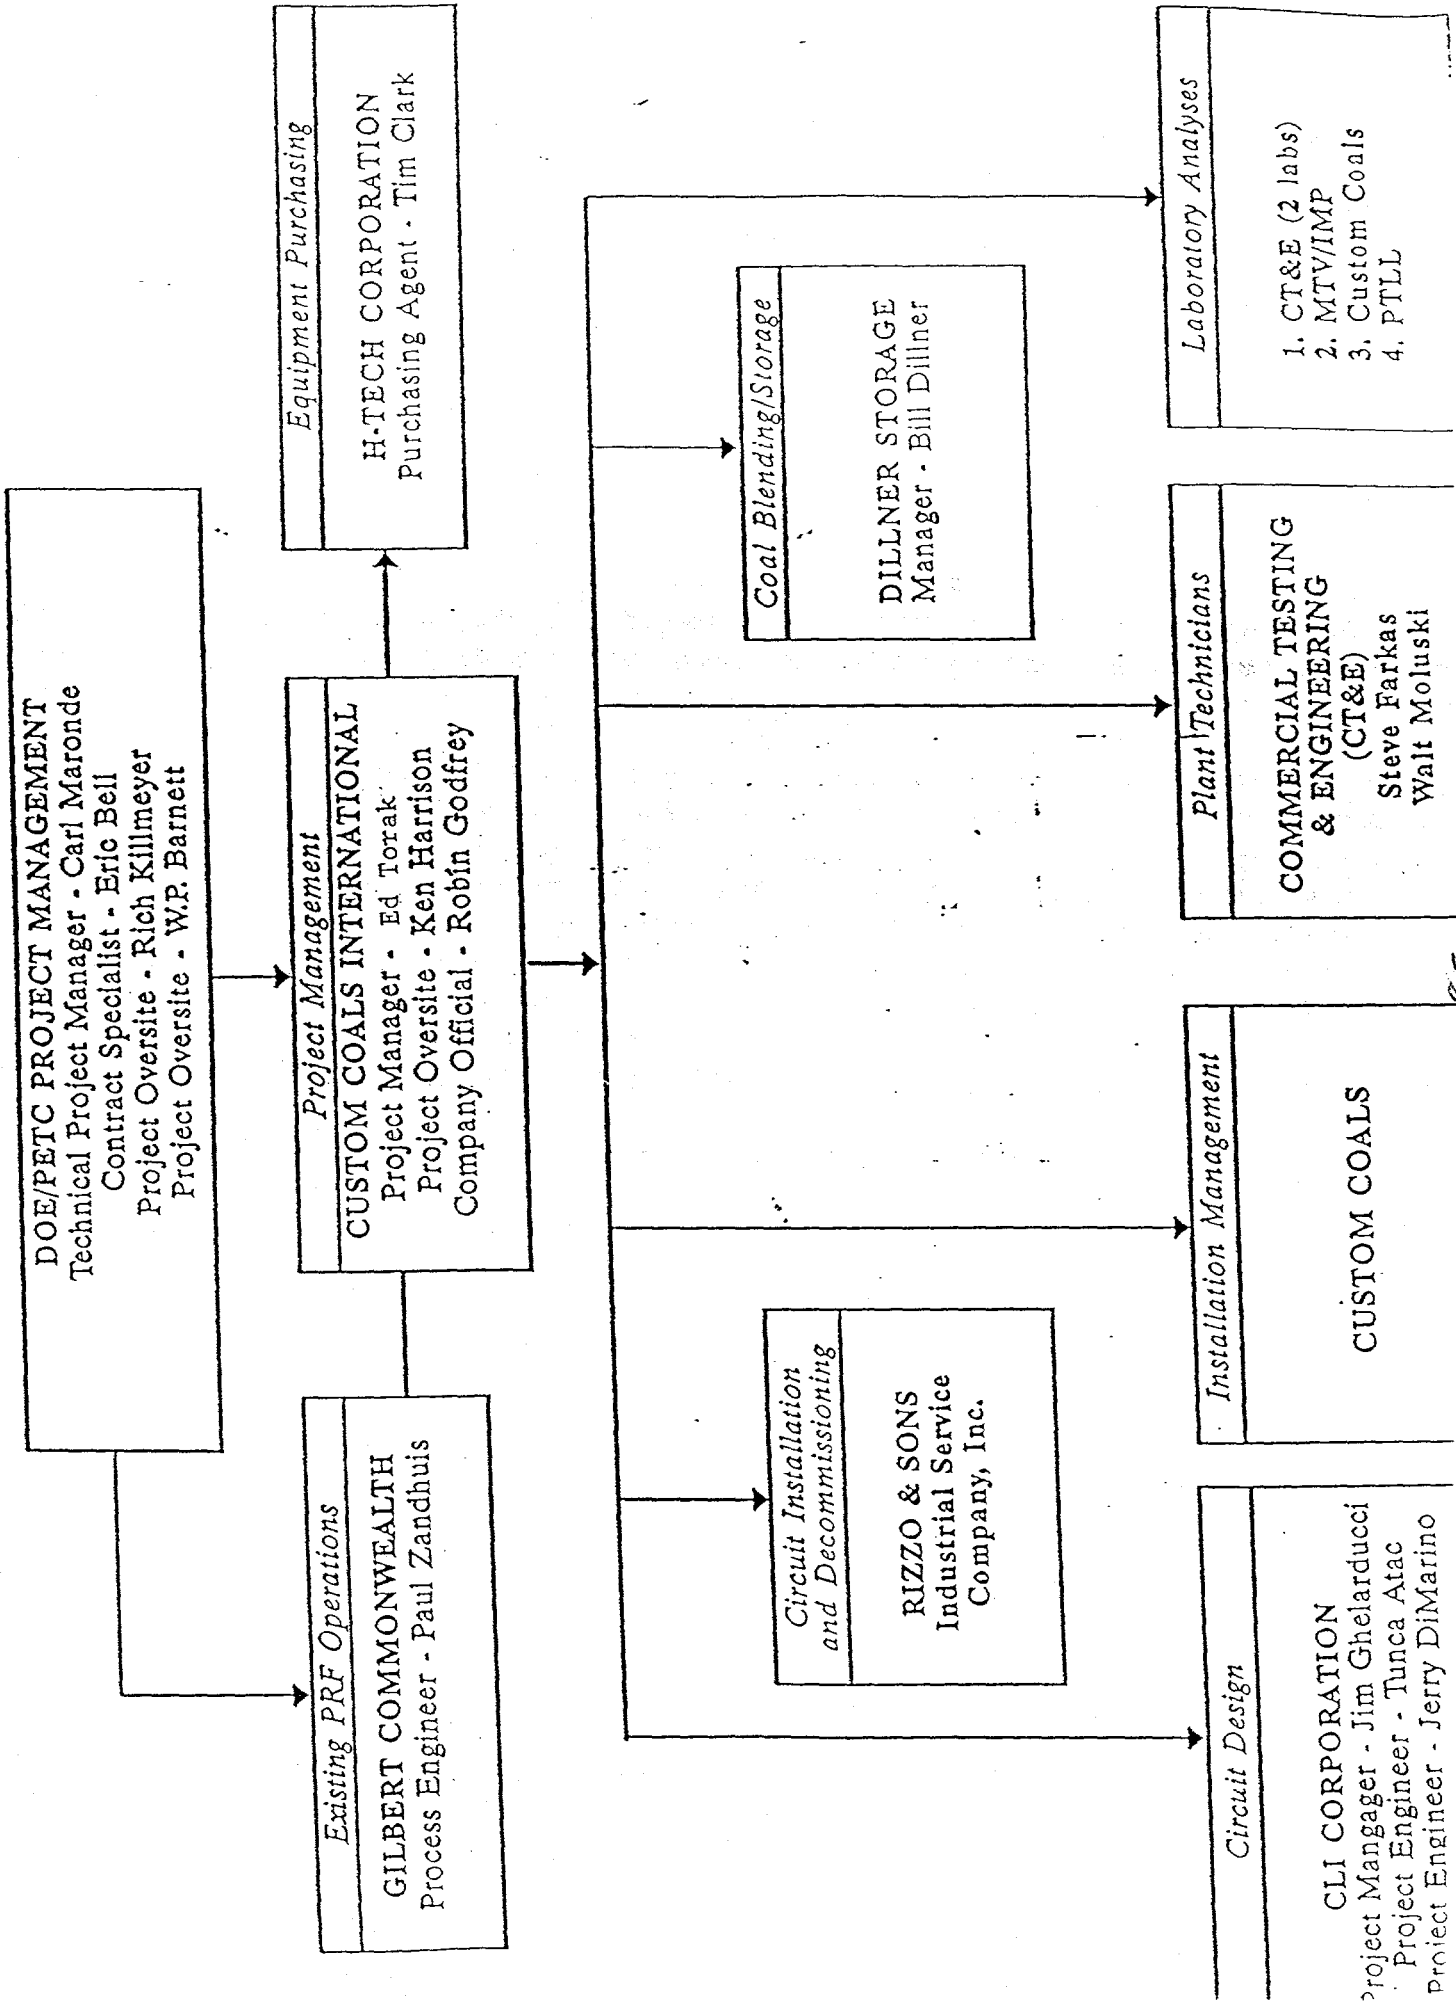 DOE/PETC PROJECT MANAGEMENT
Technical Project Manager - Carl Maronde
Contract Specialist - Eric Bell
Project Oversite - Rich Killmeyer
Project Oversite - W.P. Barnett
Existing PRF Operations
GILBERT COMMONWEALTH
Process Engineer - Paul Zandhuis
Project Management
CUSTOM COALS INTERNATIONAL
Project Manager - Ed Torak
Project Oversite - Ken Harrison
Company Official - Robin Godfrey
Equipment Purchasing
H-TECH CORPORATION
Purchasing Agent - Tim Clark
Circuit Installation
and Decommissioning
RIZZO & SONS
Industrial Service
Company, Inc.
Coal Blending/Storage
DILLNER STORAGE
Manager - Bill Dillner
Circuit Design
CLI CORPORATION
Project Mangager - Jim Ghelarducci
Project Engineer - Tunca Atac
Project Engineer - Jerry DiMarino
Installation Management
CUSTOM COALS
Plant Technicians
COMMERCIAL TESTING
& ENGINEERING
(CT&E)
Steve Farkas
Walt Moluski
Laboratory Analyses
1. CT&E (2 labs)
2. MTV/IMP
3. Custom Coals
4. PTLL